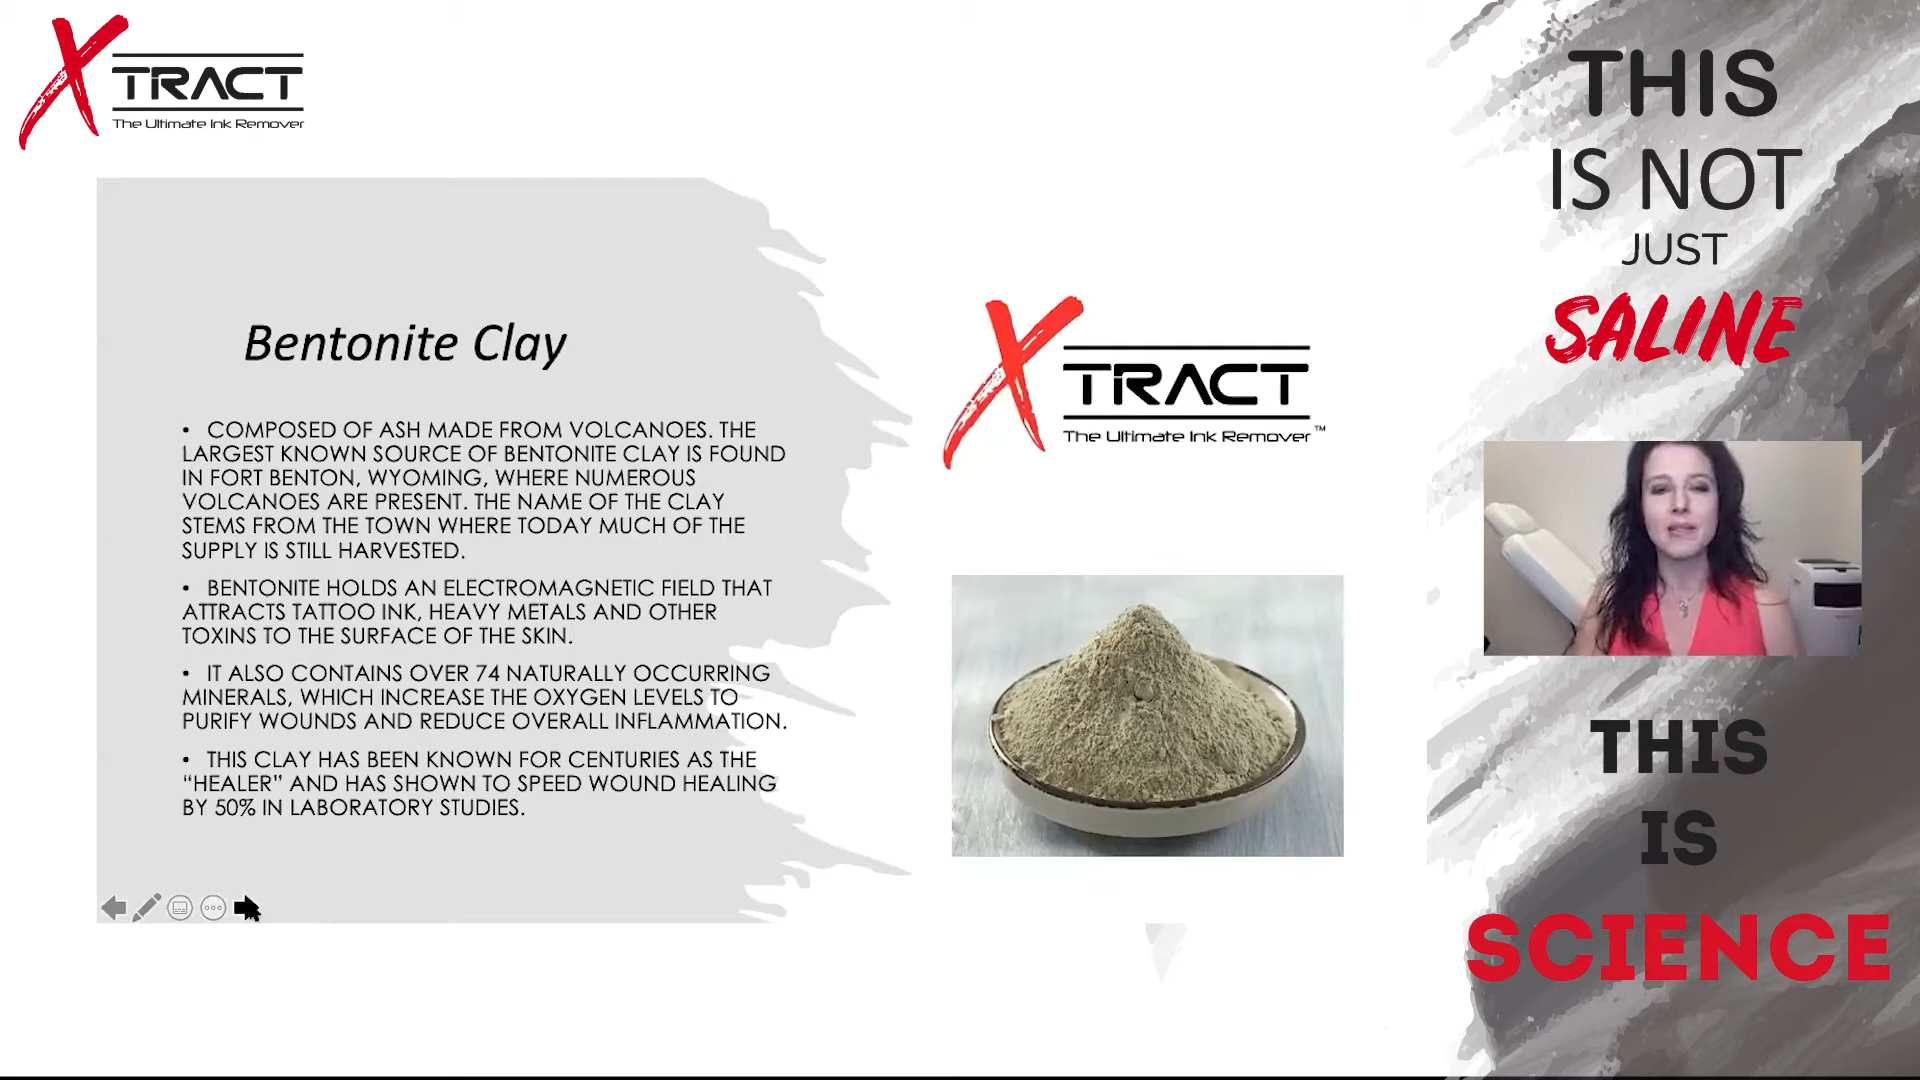 XTRACT
The Ultimate Ink Remover
Bentonite Clay
• COMPOSED OF ASH MADE FROM VOLCANOES. THE
LARGEST KNOWN SOURCE OF BENTONITE CLAY IS FOUND
IN FORT BENTON, WYOMING, WHERE NUMEROUS
VOLCANOES ARE PRESENT. THE NAME OF THE CLAY
STEMS FROM THE TOWN WHERE TODAY MUCH OF THE
SUPPLY IS STILL HARVESTED.
• BENTONITE HOLDS AN ELECTROMAGNETIC FIELD THAT
ATTRACTS TATTOO INK, HEAVY METALS AND OTHER
TOXINS TO THE SURFACE OF THE SKIN.
• IT ALSO CONTAINS OVER 74 NATURALLY OCCURRING
MINERALS, WHICH INCREASE THE OXYGEN LEVELS TO
PURIFY WOUNDS AND REDUCE OVERALL INFLAMMATION.
• THIS CLAY HAS BEEN KNOWN FOR CENTURIES AS THE
“HEALER” AND HAS SHOWN TO SPEED WOUND HEALING
BY 50% IN LABORATORY STUDIES.
XTRACT
The Ultimate Ink Remover™
THIS
IS NOT
JUST
SALINE
THIS
IS
SCIENCE